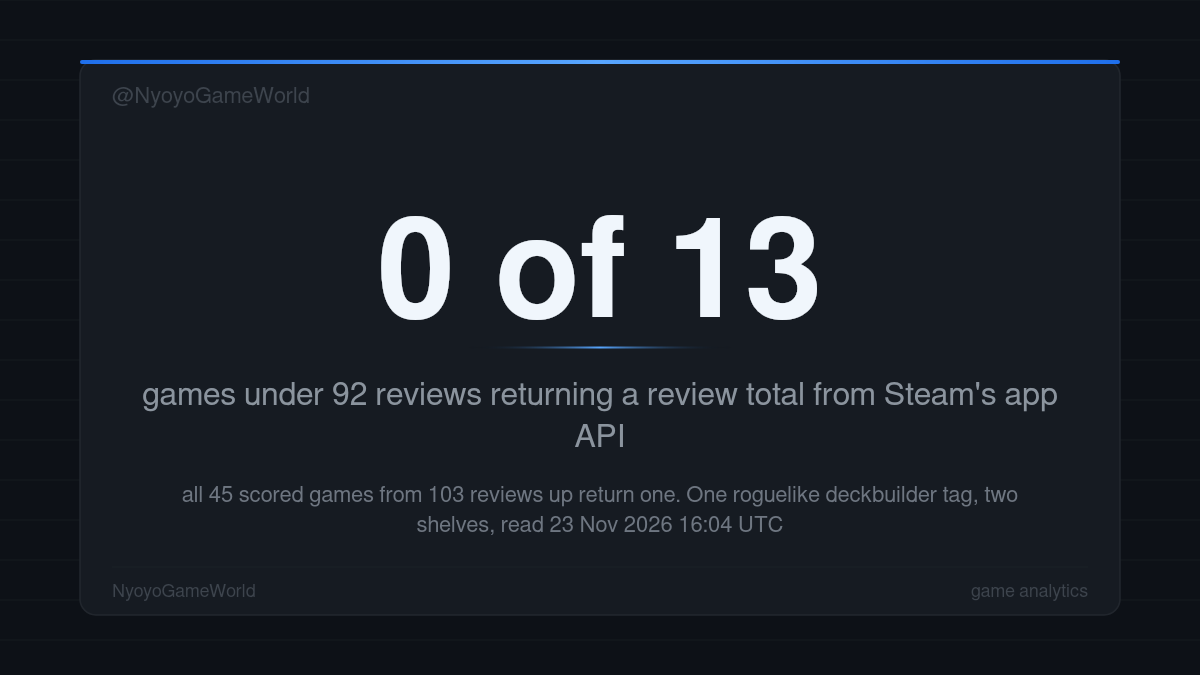 @NyoyoGameWorld
0 of 13
games under 92 reviews returning a review total from Steam's app
API
all 45 scored games from 103 reviews up return one. One roguelike deckbuilder tag, two
shelves, read 23 Nov 2026 16:04 UTC
NyoyoGameWorld
game analytics